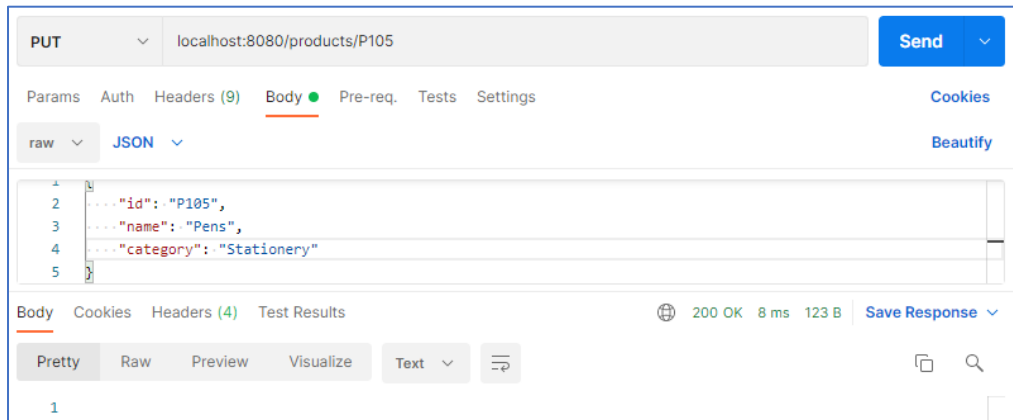 PUT localhost:8080/products/P105 Send
Params Auth Headers (9) Body Pre-req. Tests Settings Cookies
raw JSON Beautify
1 {
2 "id": "P105",
3 "name": "Pens",
4 "category": "Stationery"
5 }
Body Cookies Headers (4) Test Results 200 OK 8 ms 123 B Save Response
Pretty Raw Preview Visualize Text
1